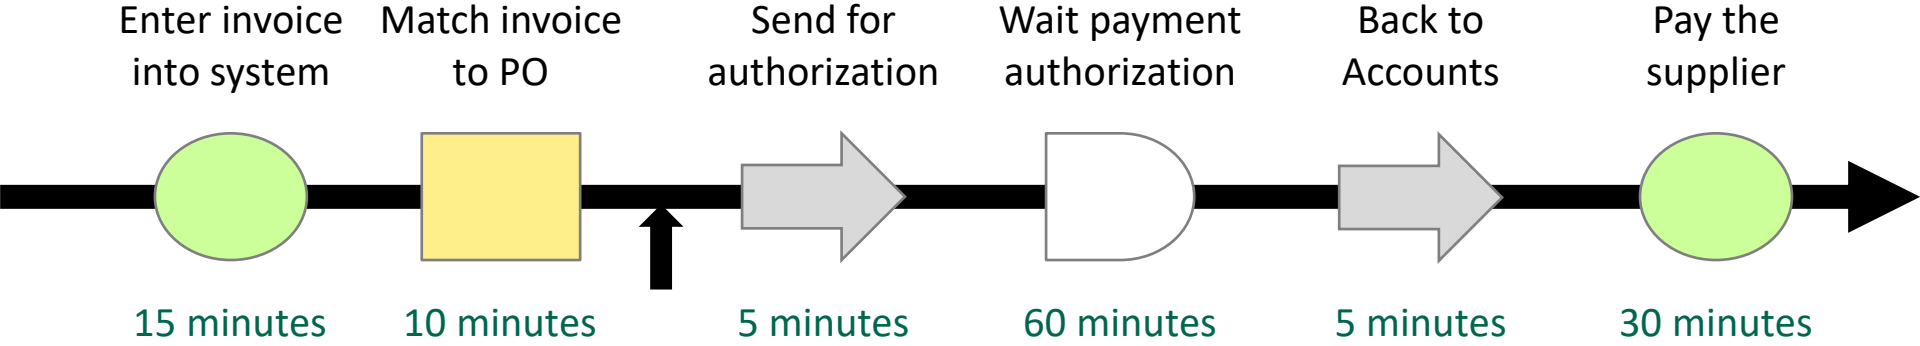 Enter invoice
into system
Match invoice
to PO
Send for
authorization
Wait payment
authorization
Back to
Accounts
Pay the
supplier
15 minutes
10 minutes
5 minutes
60 minutes
5 minutes
30 minutes